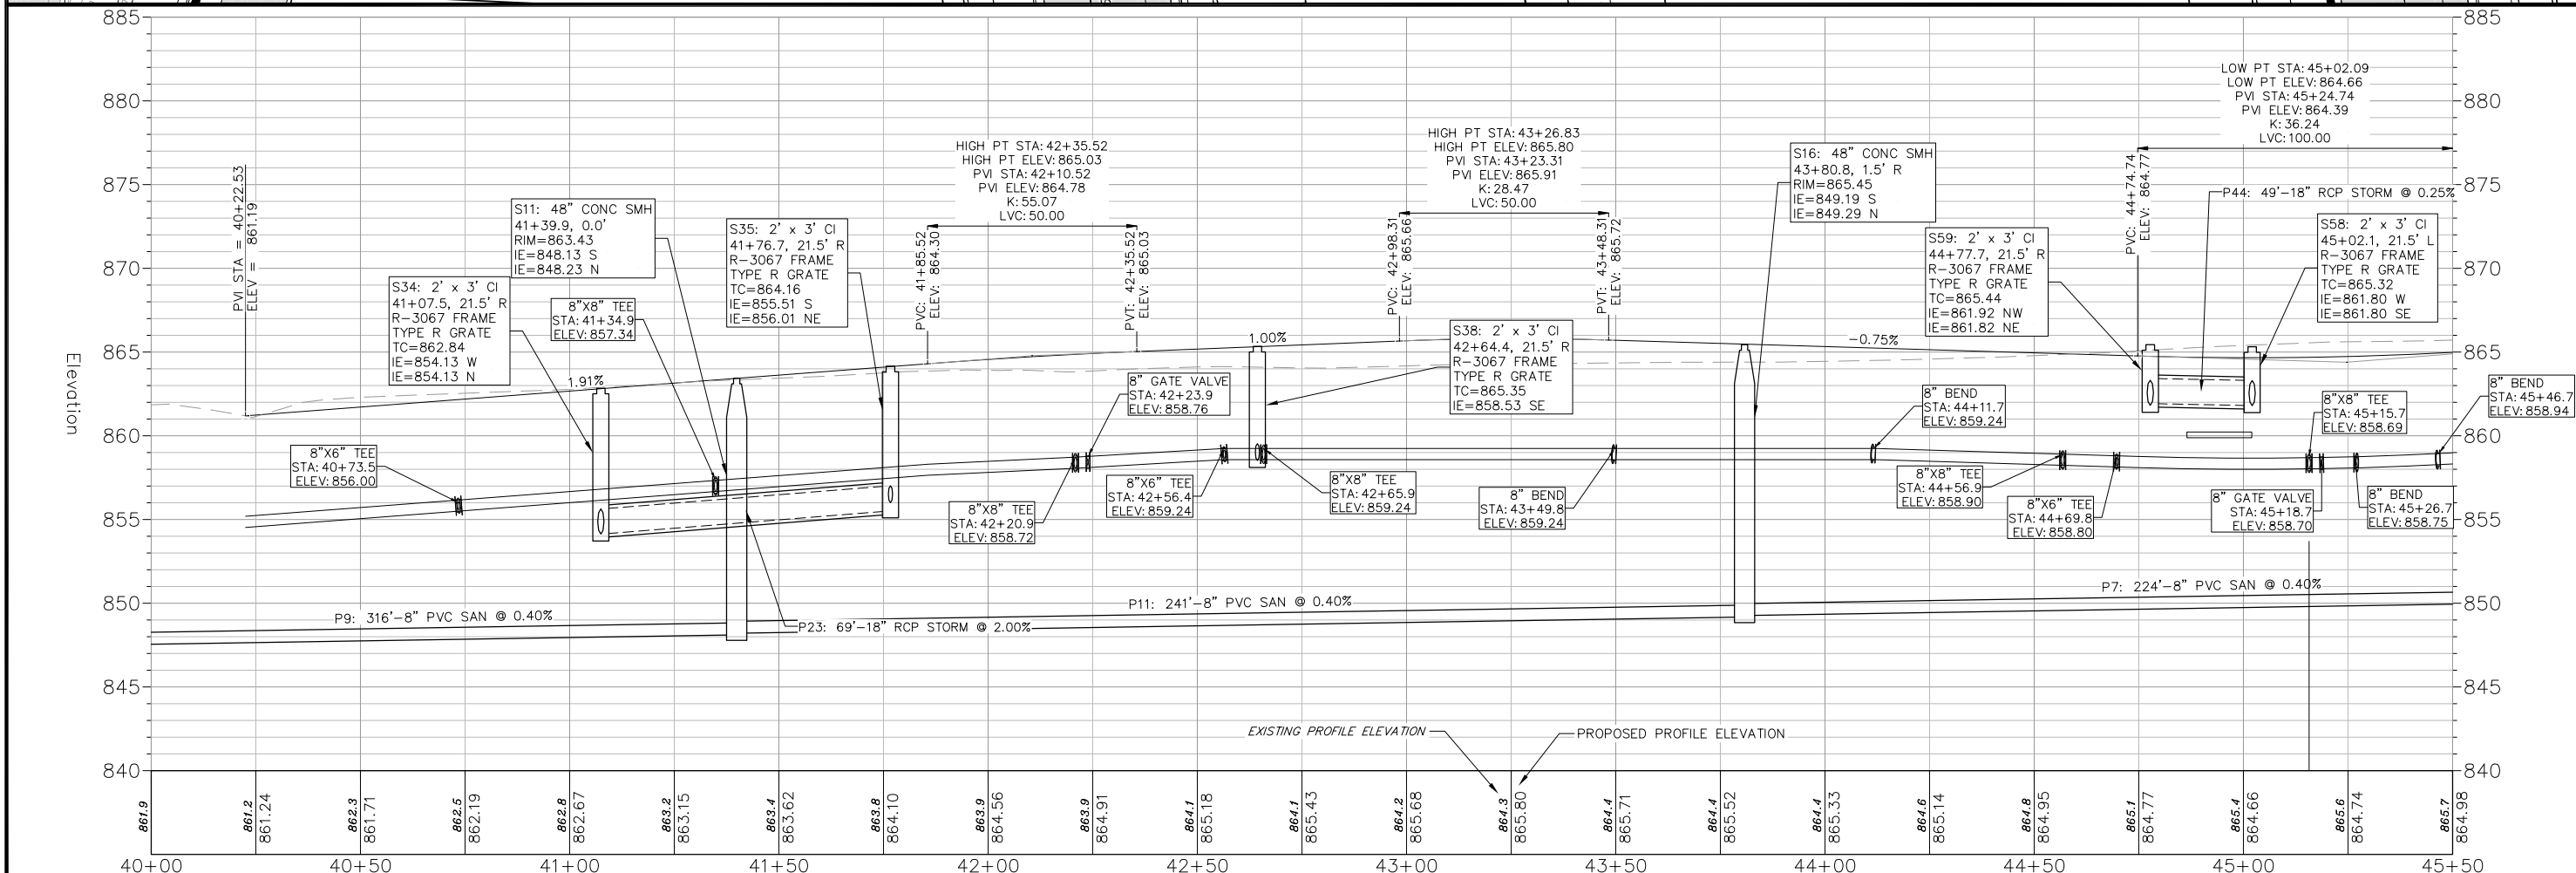 885
880
875
870
865
860
855
850
845
840
Elevation
885
880
875
870
865
860
855
850
845
840
PVI STA = 40+22.53
ELEV = 861.19
S34: 2' x 3' CI
41+07.5, 21.5' R
R-3067 FRAME
TYPE R GRATE
TC=862.84
IE=854.13 W
IE=854.13 N
S11: 48" CONC SMH
41+39.9, 0.0'
RIM=863.43
IE=848.13 S
IE=848.23 N
8"X8" TEE
STA: 41+34.9
ELEV: 857.34
S35: 2' x 3' CI
41+76.7, 21.5' R
R-3067 FRAME
TYPE R GRATE
TC=864.16
IE=855.51 S
IE=856.01 NE
HIGH PT STA: 42+35.52
HIGH PT ELEV: 865.03
PVI STA: 42+10.52
PVI ELEV: 864.78
K: 55.07
LVC: 50.00
PVC: 41+85.52
ELEV: 864.30
PVT: 42+35.52
ELEV: 865.03
HIGH PT STA: 43+26.83
HIGH PT ELEV: 865.80
PVI STA: 43+23.31
PVI ELEV: 865.91
K: 28.47
LVC: 50.00
PVC: 42+98.31
ELEV: 865.66
PVT: 43+48.31
ELEV: 865.72
S16: 48" CONC SMH
43+80.8, 1.5' R
RIM=865.45
IE=849.19 S
IE=849.29 N
LOW PT STA: 45+02.09
LOW PT ELEV: 864.66
PVI STA: 45+24.74
PVI ELEV: 864.39
K: 36.24
LVC: 100.00
PVC: 44+74.74
ELEV: 864.77
P44: 49'-18" RCP STORM @ 0.25%
S59: 2' x 3' CI
44+77.7, 21.5' R
R-3067 FRAME
TYPE R GRATE
TC=865.44
IE=861.92 NW
IE=861.82 NE
S58: 2' x 3' CI
45+02.1, 21.5' L
R-3067 FRAME
TYPE R GRATE
TC=865.32
IE=861.80 W
IE=861.80 SE
S38: 2' x 3' CI
42+64.4, 21.5' R
R-3067 FRAME
TYPE R GRATE
TC=865.35
IE=858.53 SE
1.91%
1.00%
-0.75%
8" GATE VALVE
STA: 42+23.9
ELEV: 858.76
8" BEND
STA: 44+11.7
ELEV: 859.24
8"X8" TEE
STA: 45+15.7
ELEV: 858.69
8" BEND
STA: 45+46.7
ELEV: 858.94
8"X6" TEE
STA: 40+73.5
ELEV: 856.00
8"X8" TEE
STA: 42+20.9
ELEV: 858.72
8"X6" TEE
STA: 42+56.4
ELEV: 859.24
8"X8" TEE
STA: 42+65.9
ELEV: 859.24
8" BEND
STA: 43+49.8
ELEV: 859.24
8"X8" TEE
STA: 44+56.9
ELEV: 858.90
8"X6" TEE
STA: 44+69.8
ELEV: 858.80
8" GATE VALVE
STA: 45+18.7
ELEV: 858.70
8" BEND
STA: 45+26.7
ELEV: 858.75
P9: 316'-8" PVC SAN @ 0.40%
P23: 69'-18" RCP STORM @ 2.00%
P11: 241'-8" PVC SAN @ 0.40%
P7: 224'-8" PVC SAN @ 0.40%
EXISTING PROFILE ELEVATION
PROPOSED PROFILE ELEVATION
861.9
861.2
861.24
862.3
861.71
862.5
862.19
862.8
862.67
863.2
863.15
863.4
863.62
863.8
864.10
863.9
864.56
863.9
864.91
864.1
865.18
864.1
865.43
864.2
865.68
864.3
865.80
864.4
865.71
864.4
865.52
864.4
865.33
864.6
865.14
864.8
864.95
865.1
864.77
865.4
864.66
865.6
864.74
865.7
864.98
40+00
40+50
41+00
41+50
42+00
42+50
43+00
43+50
44+00
44+50
45+00
45+50